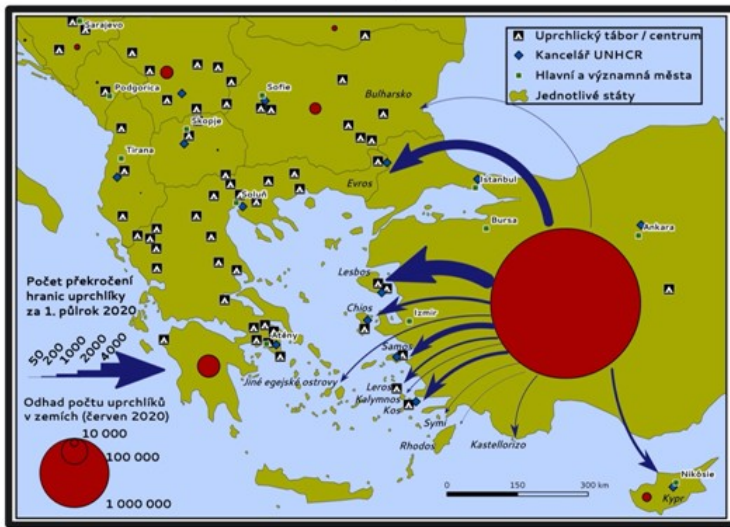 Sarajevo
Uprchlický tábor / centrum
Kancelář UNHCR
Hlavní a významná města
Jednotlivé státy
Podgorica
Sofie
Bulharsko
Skopje
Tirana
Evros
Istanbul
Soluň
Bursa
Ankara
Lesbos
Počet překročení
hranic uprchlíky
za 1. půlrok 2020
Chios
Izmir
50
200
1000
2000
4000
Atény
Samos
Jiné egejské ostrovy
Leros
Kalymnos
Kos
Odhad počtu uprchlíků
v zemích (červen 2020)
Symi
Rhodos
Kastellorizo
10 000
100 000
1 000 000
0
150
300 km
Nikósie
Kypr